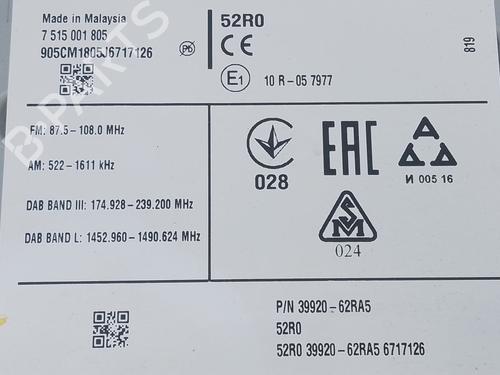 Made in Malaysia
7 515 001 805
905CM1805J6717126
Pb
52R0
CE
E1
10 R - 05 7977
819
FM: 87.5 - 108.0 MHz
AM: 522 - 1611 kHz
DAB BAND III: 174.928 - 239.200 MHz
DAB BAND L: 1452.960 - 1490.624 MHz
028
EAC
И 005 16
SM
024
P/N 39920-62RA5
52R0
52R0 39920-62RA5 6717126
B-PARTS